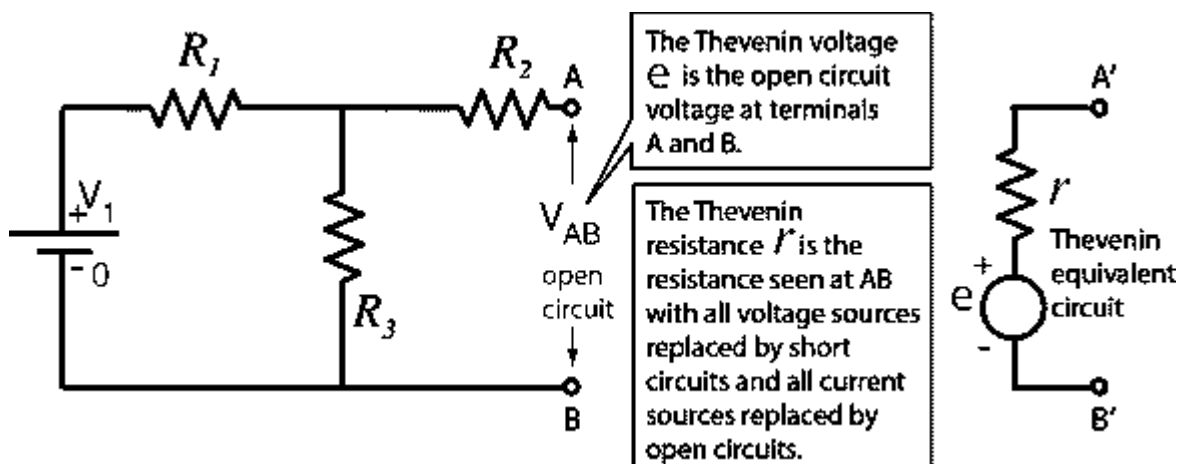 R1
R2
A
V1
+
-
0
R3
VAB
open
circuit
B
The Thevenin voltage
e is the open circuit
voltage at terminals
A and B.
The Thevenin
resistance r is the
resistance seen at AB
with all voltage sources
replaced by short
circuits and all current
sources replaced by
open circuits.
A'
r
+
e
-
Thevenin
equivalent
circuit
B'